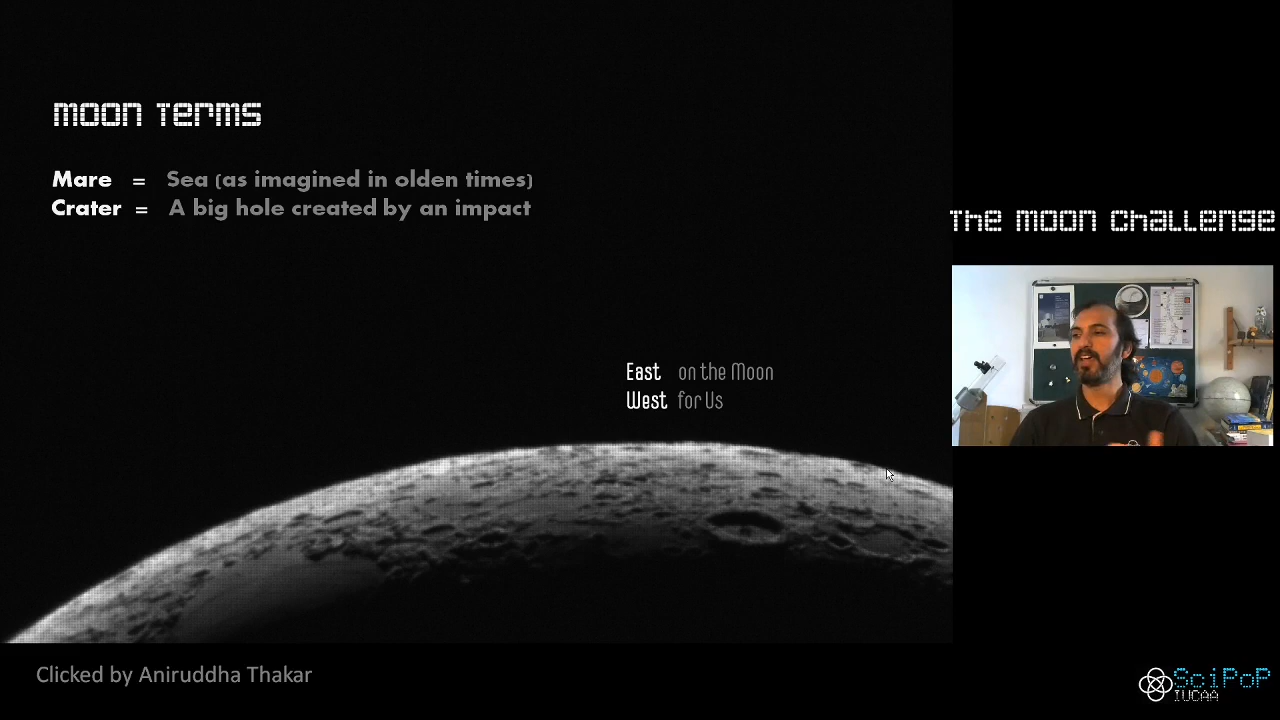 Moon Terms
Mare = Sea (as imagined in olden times)
Crater = A big hole created by an impact
The Moon Challenge
East on the Moon
West for Us
Clicked by Aniruddha Thakar
SciPoP
IUCAA